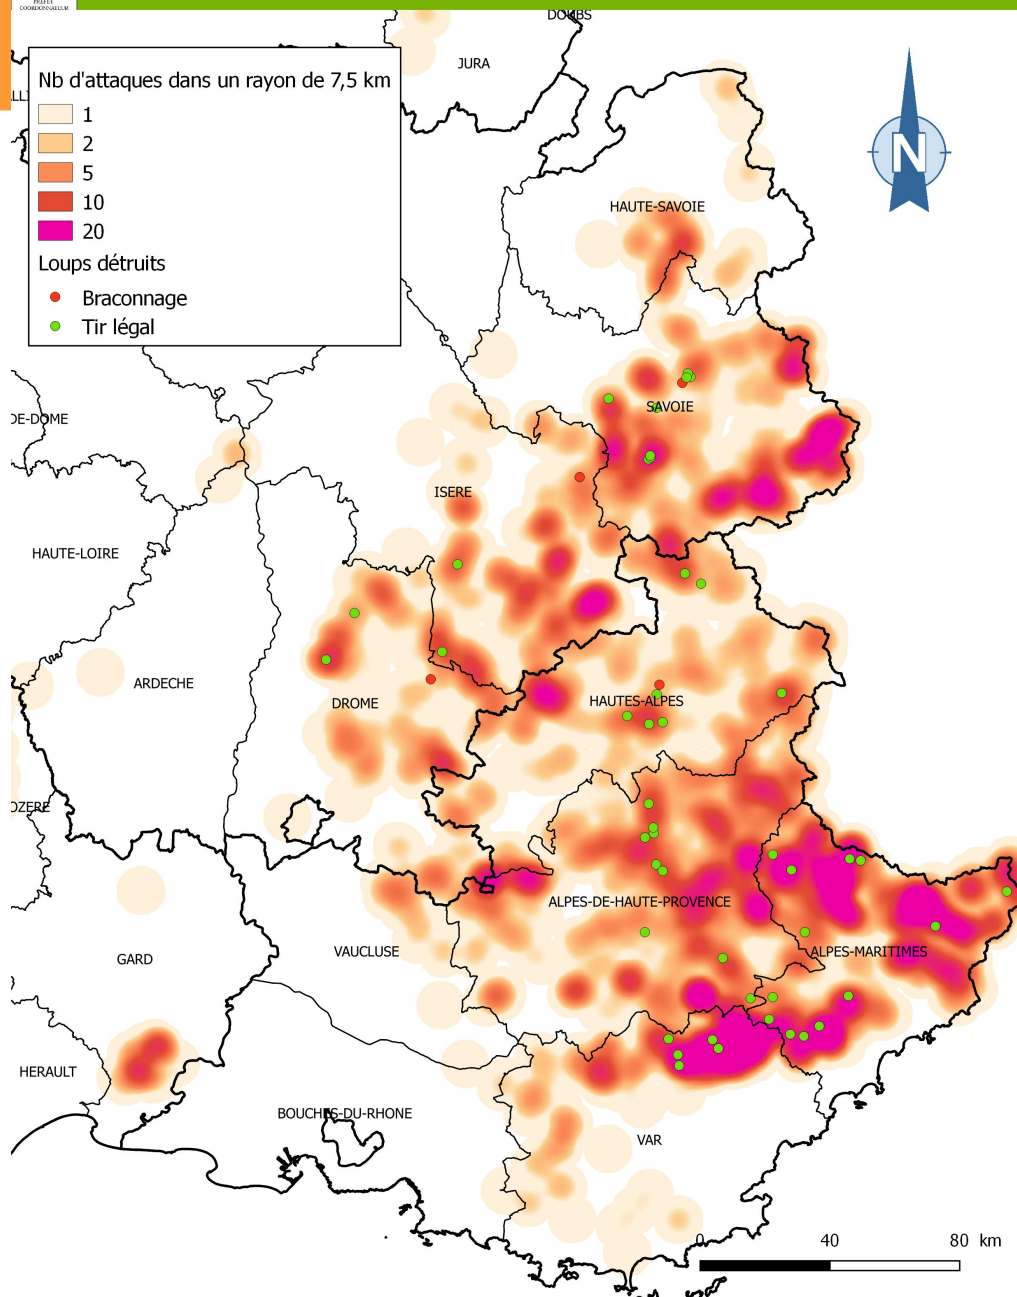 PRÉFET
COORDONNATEUR
DOUBS
JURA
Nb d'attaques dans un rayon de 7,5 km
1
2
5
10
20
Loups détruits
Braconnage
Tir légal
N
HAUTE-SAVOIE
SAVOIE
DE-DOME
ISERE
HAUTE-LOIRE
ARDECHE
DROME
HAUTES-ALPES
OZERE
ALPES-DE-HAUTE-PROVENCE
GARD
VAUCLUSE
ALPES-MARITIMES
HERAULT
BOUCHES-DU-RHONE
VAR
0 40 80 km